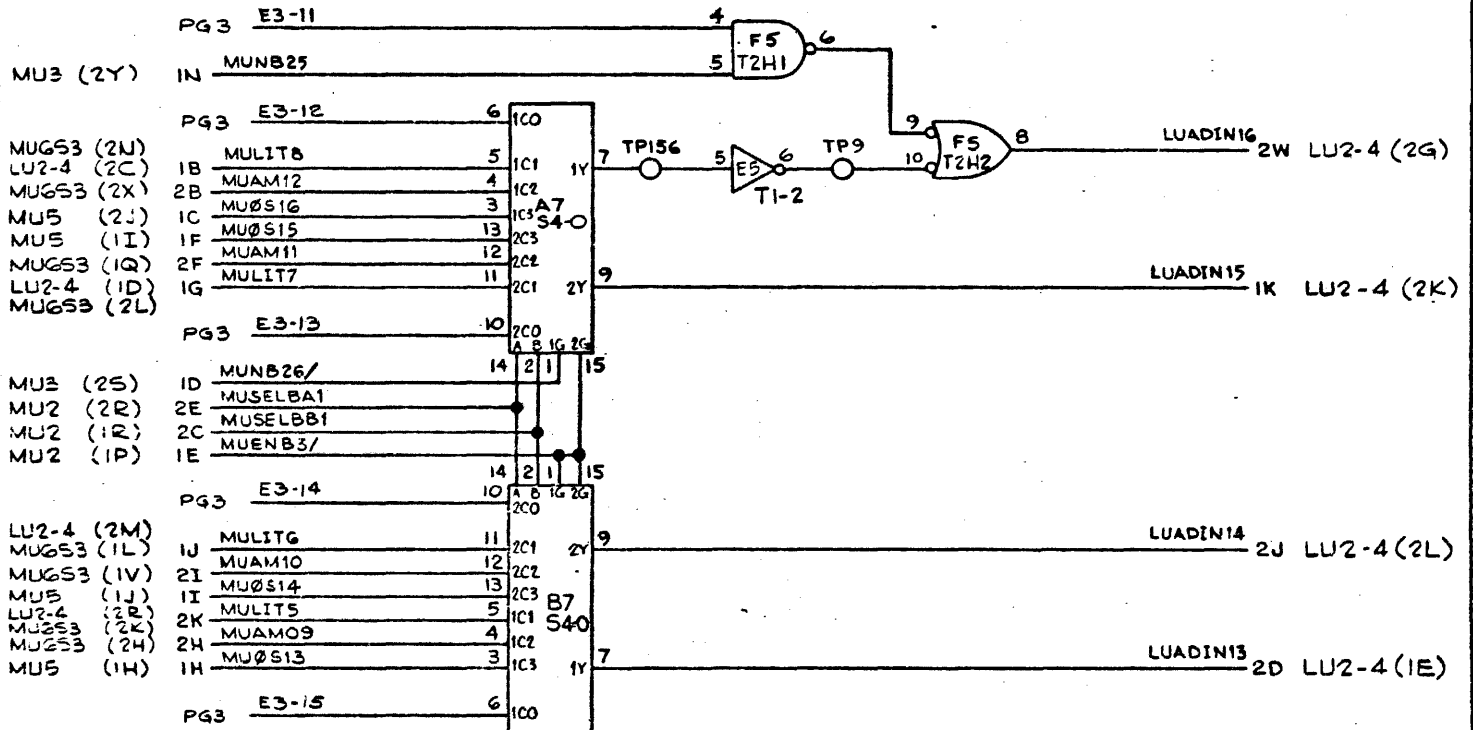 PG3 E3-11 4 F5 T2H1 6
MU3 (2Y) 1N MUNB25 5
PG3 E3-12 6 1C0
MUGS3 (2N)
LU2-4 (2C) 1B MULIT8 5 1C1 1Y 7 TP156 5 E5 6 T1-2 TP9 10 9 F5 T2H2 8 LUADIN16 2W LU2-4 (2G)
MUGS3 (2X) 2B MUAM12 4 1C2
MU5 (2J) 1C MUØS16 3 1C3 A7 S4-0
MU5 (1I) 1F MUØS15 13 2C3
MUGS3 (1Q) 2F MUAM11 12 2C2
LU2-4 (1D) 1G MULIT7 11 2C1 2Y 9 LUADIN15 1K LU2-4 (2K)
MUGS3 (2L)
PG3 E3-13 10 2C0
A B 1G 2G
14 2 1 15
MU3 (2S) 1D MUNB26/
MU2 (2R) 2E MUSELBA1
MU2 (1R) 2C MUSELBB1
MU2 (1P) 1E MUENB3/
14 2 1 15
A B 1G 2G
PG3 E3-14 10 2C0
LU2-4 (2M)
MUGS3 (1L) 1J MULIT6 11 2C1 2Y 9 LUADIN14 2J LU2-4 (2L)
MUGS3 (1V) 2I MUAM10 12 2C2
MU5 (1J) 1I MUØS14 13 2C3 B7 S40
LU2-4 (2R)
MUGS3 (2K) 2K MULIT5 5 1C1
MUGS3 (2H) 2H MUAM09 4 1C2
MU5 (1H) 1H MUØS13 3 1C3 1Y 7 LUADIN13 2D LU2-4 (1E)
PG3 E3-15 6 1C0